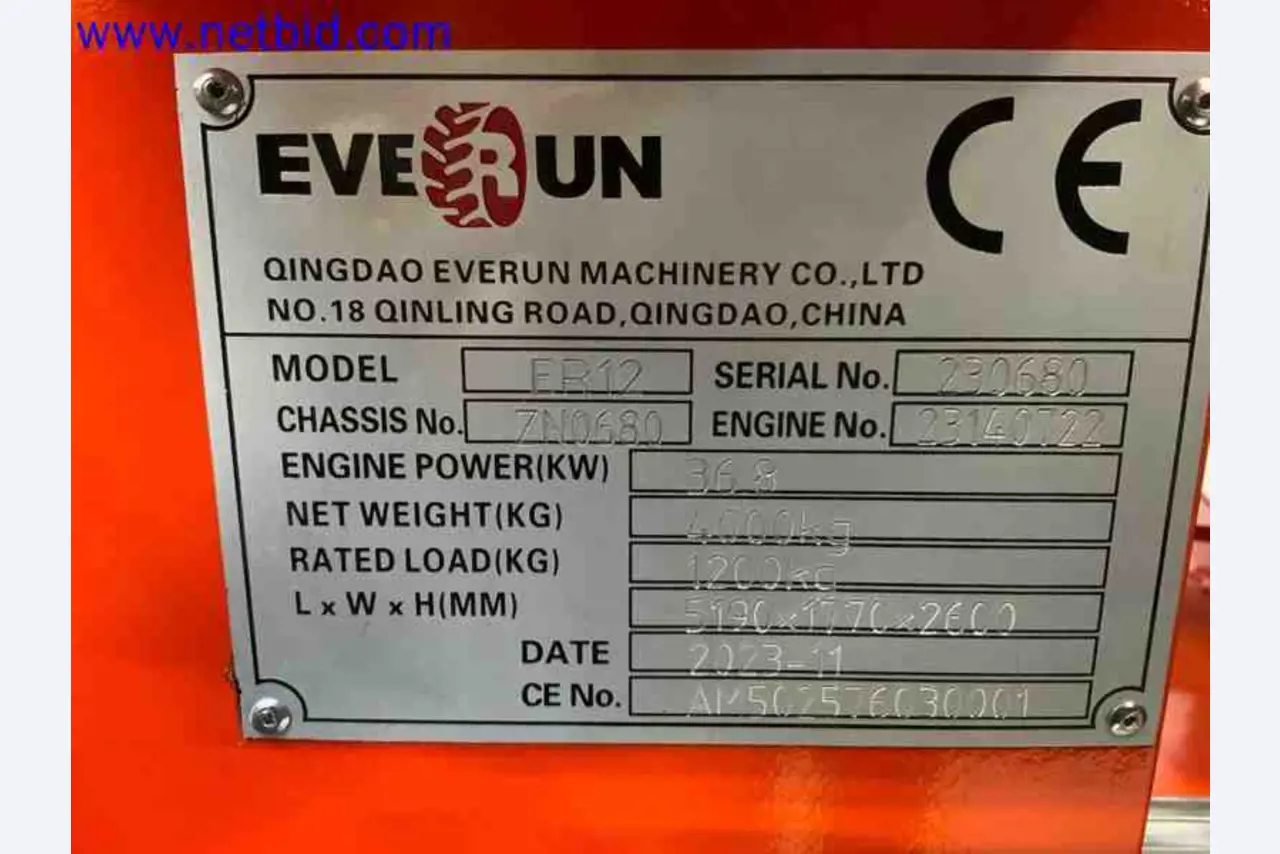 www.netbid.com
EVERUN CE
QINGDAO EVERUN MACHINERY CO.,LTD
NO.18 QINLING ROAD,QINGDAO,CHINA
MODEL ER12 SERIAL No. 230680
CHASSIS No. ZN0680 ENGINE No. 23140722
ENGINE POWER(KW) 36.8
NET WEIGHT(KG) 4000kg
RATED LOAD(KG) 1200kg
L x W x H(MM) 5190x1770x2600
DATE 2023-11
CE No.